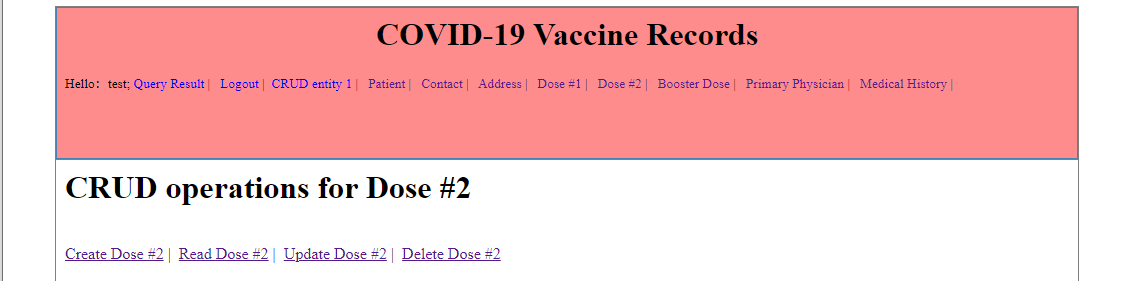 COVID-19 Vaccine Records
Hello：test; Query Result | Logout | CRUD entity 1 | Patient | Contact | Address | Dose #1 | Dose #2 | Booster Dose | Primary Physician | Medical History |
CRUD operations for Dose #2
Create Dose #2 | Read Dose #2 | Update Dose #2 | Delete Dose #2